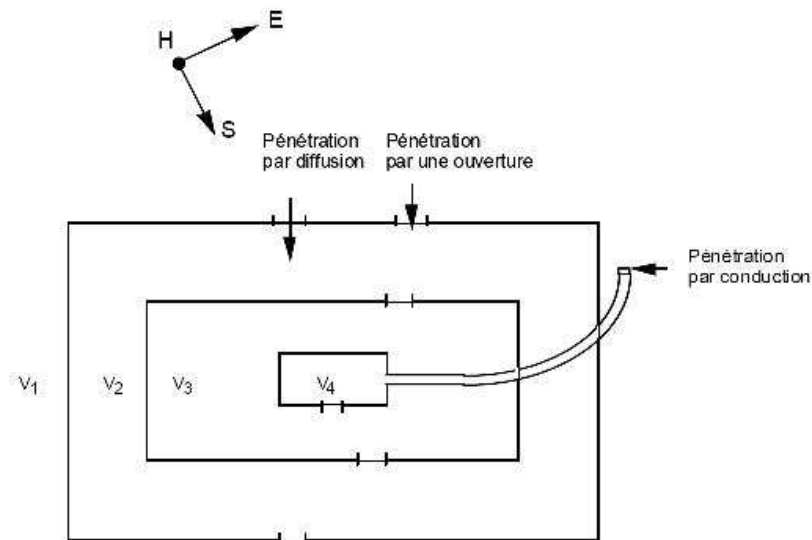 E
H
S
Pénétration
par diffusion
Pénétration
par une ouverture
Pénétration
par conduction
V1
V2
V3
V4